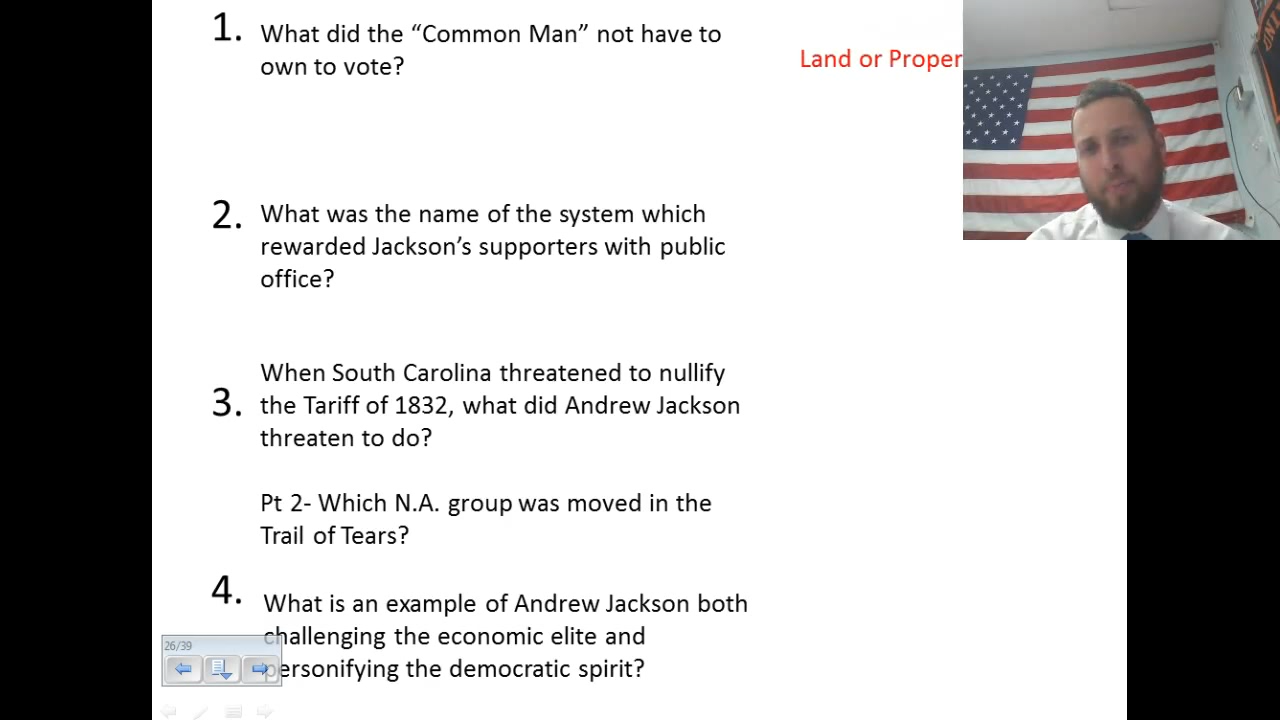 1. What did the “Common Man” not have to
own to vote?
Land or Proper
2. What was the name of the system which
rewarded Jackson’s supporters with public
office?
When South Carolina threatened to nullify
3. the Tariff of 1832, what did Andrew Jackson
threaten to do?
Pt 2- Which N.A. group was moved in the
Trail of Tears?
4. What is an example of Andrew Jackson both
challenging the economic elite and
personifying the democratic spirit?
26/39